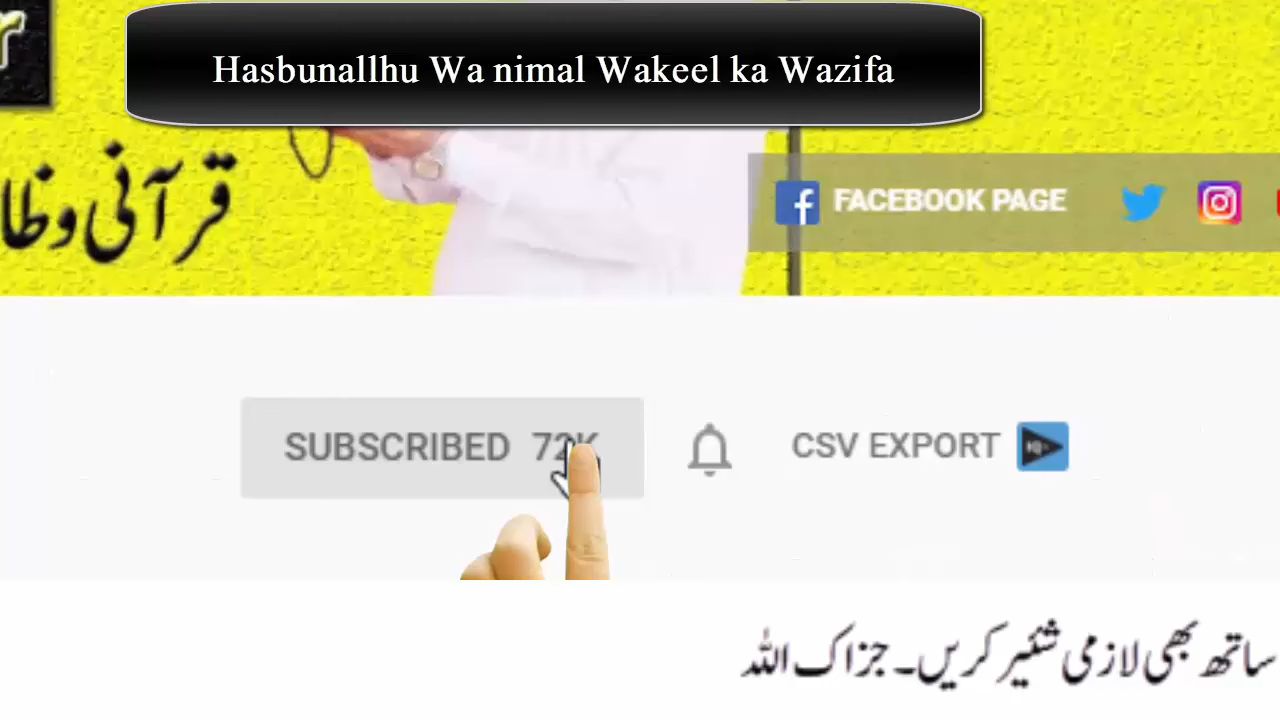 Hasbunallhu Wa nimal Wakeel ka Wazifa
قرآنی وظا
FACEBOOK PAGE
SUBSCRIBED 72K
CSV EXPORT
ساتھ بھی لازمی شئیر کریں۔ جزاک اللہ